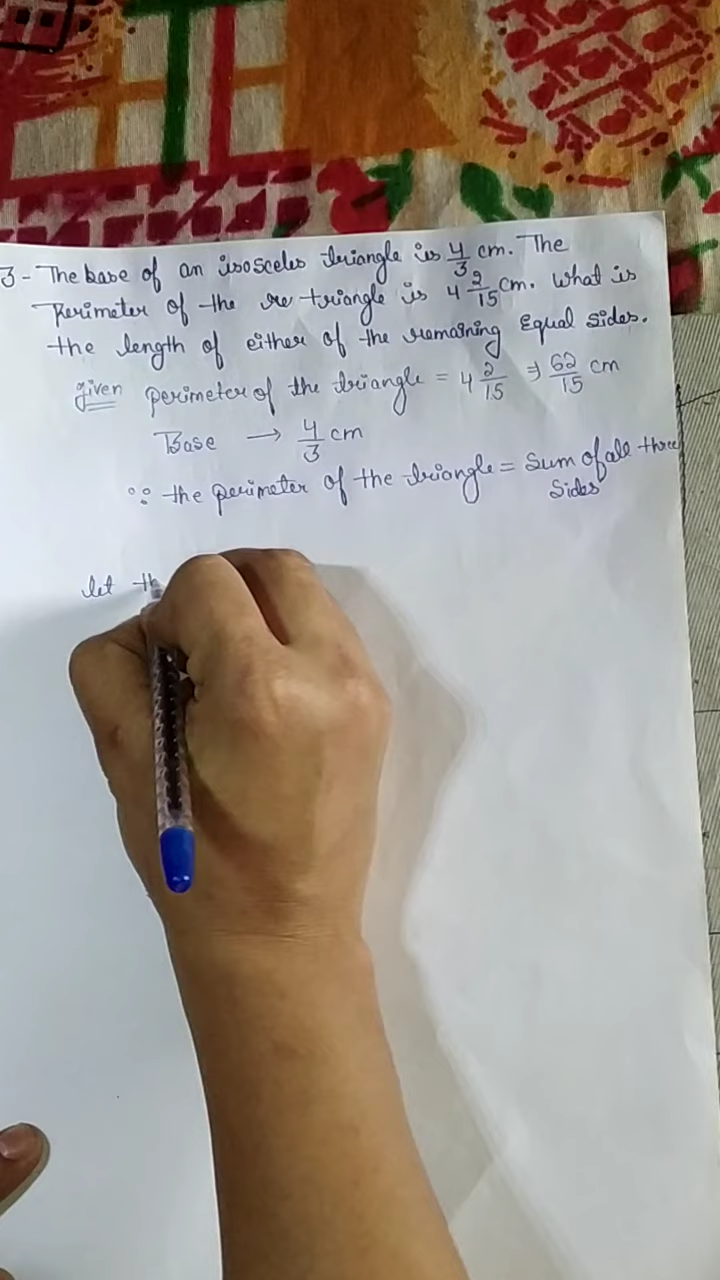 3- The base of an isosceles triangle is 4/3 cm. The
Perimeter of the re triangle is 4 2/15 cm. What is
the length of either of the remaining Equal sides.
given perimeter of the triangle = 4 2/15 ⇒ 62/15 cm
Base → 4/3 cm
∵ the perimeter of the triangle = Sum of all three
Sides
let th